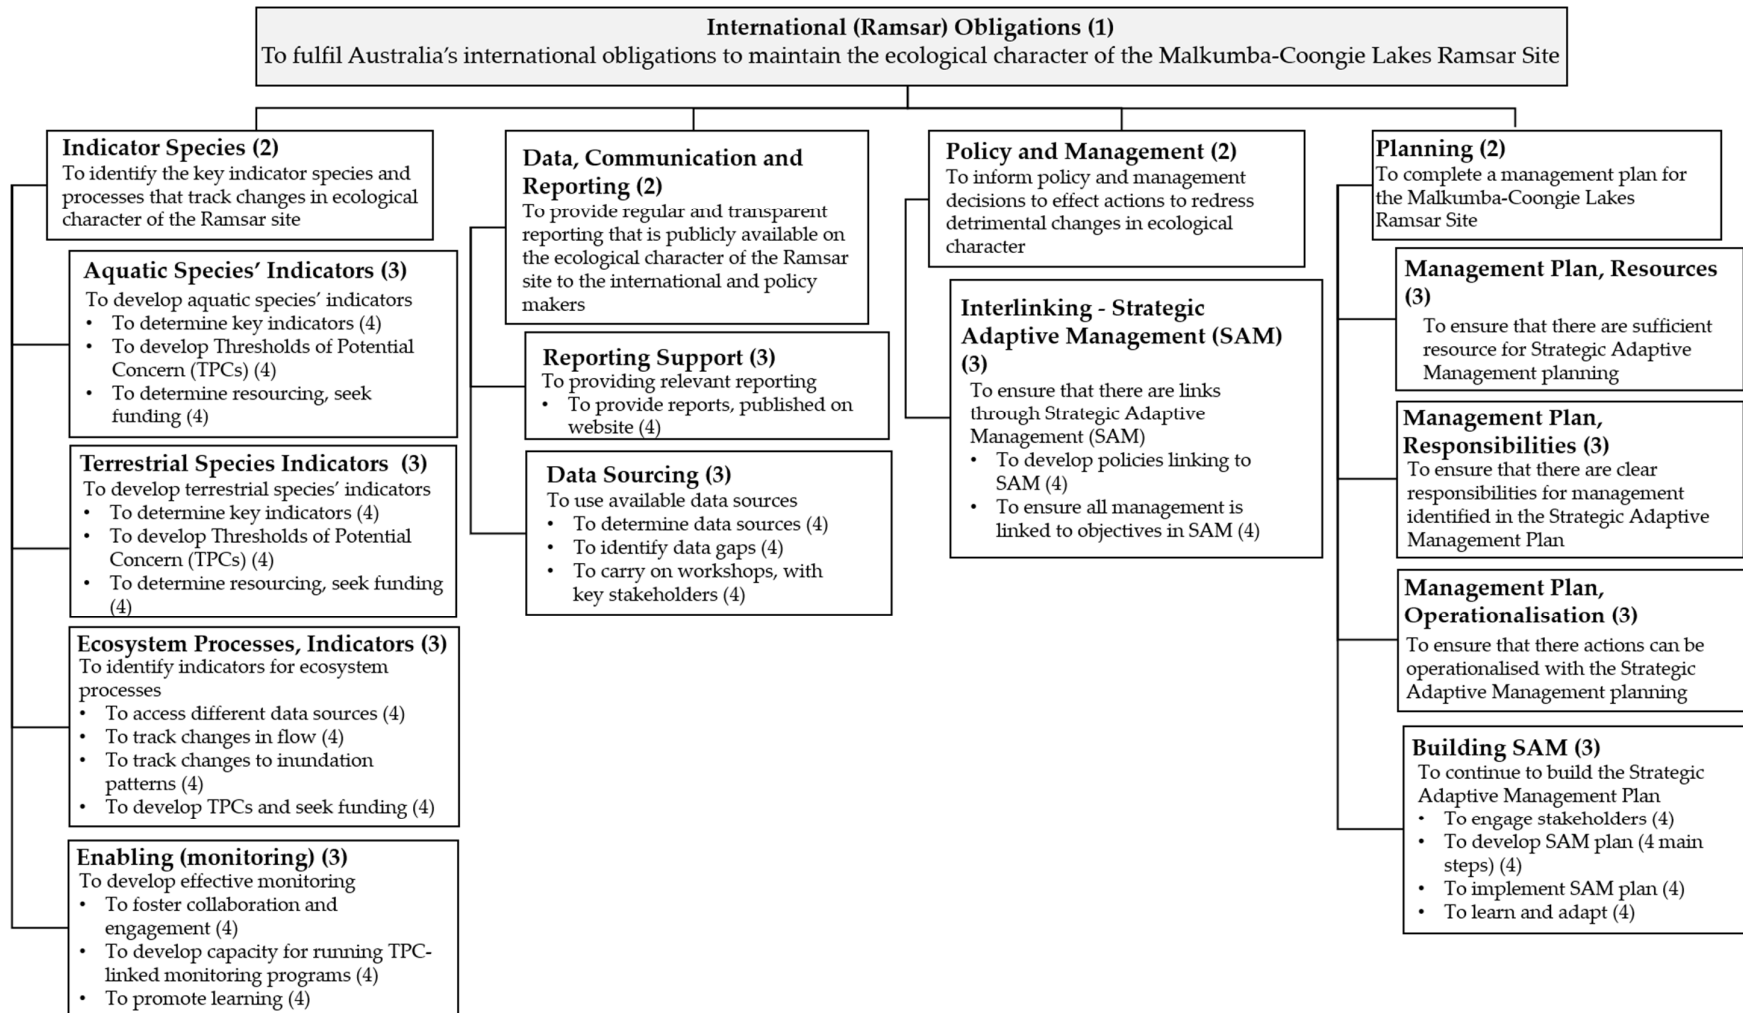 International (Ramsar) Obligations (1)
To fulfil Australia's international obligations to maintain the ecological character of the Malkumba-Coongie Lakes Ramsar Site
Indicator Species (2)
To identify the key indicator species and
processes that track changes in ecological
character of the Ramsar site
Aquatic Species' Indicators (3)
To develop aquatic species' indicators
• To determine key indicators (4)
• To develop Thresholds of Potential
Concern (TPCs) (4)
• To determine resourcing, seek
funding (4)
Terrestrial Species Indicators (3)
To develop terrestrial species' indicators
• To determine key indicators (4)
• To develop Thresholds of Potential
Concern (TPCs) (4)
• To determine resourcing, seek funding
(4)
Ecosystem Processes, Indicators (3)
To identify indicators for ecosystem
processes
• To access different data sources (4)
• To track changes in flow (4)
• To track changes to inundation
patterns (4)
• To develop TPCs and seek funding (4)
Enabling (monitoring) (3)
To develop effective monitoring
• To foster collaboration and
engagement (4)
• To develop capacity for running TPC-
linked monitoring programs (4)
• To promote learning (4)
Data, Communication and
Reporting (2)
To provide regular and transparent
reporting that is publicly available on
the ecological character of the Ramsar
site to the international and policy
makers
Reporting Support (3)
To providing relevant reporting
• To provide reports, published on
website (4)
Data Sourcing (3)
To use available data sources
• To determine data sources (4)
• To identify data gaps (4)
• To carry on workshops, with
key stakeholders (4)
Policy and Management (2)
To inform policy and management
decisions to effect actions to redress
detrimental changes in ecological
character
Interlinking - Strategic
Adaptive Management (SAM)
(3)
To ensure that there are links
through Strategic Adaptive
Management (SAM)
• To develop policies linking to
SAM (4)
• To ensure all management is
linked to objectives in SAM (4)
Planning (2)
To complete a management plan for
the Malkumba-Coongie Lakes
Ramsar Site
Management Plan, Resources
(3)
To ensure that there are sufficient
resource for Strategic Adaptive
Management planning
Management Plan,
Responsibilities (3)
To ensure that there are clear
responsibilities for management
identified in the Strategic Adaptive
Management Plan
Management Plan,
Operationalisation (3)
To ensure that there actions can be
operationalised with the Strategic
Adaptive Management planning
Building SAM (3)
To continue to build the Strategic
Adaptive Management Plan
• To engage stakeholders (4)
• To develop SAM plan (4 main
steps) (4)
• To implement SAM plan (4)
• To learn and adapt (4)